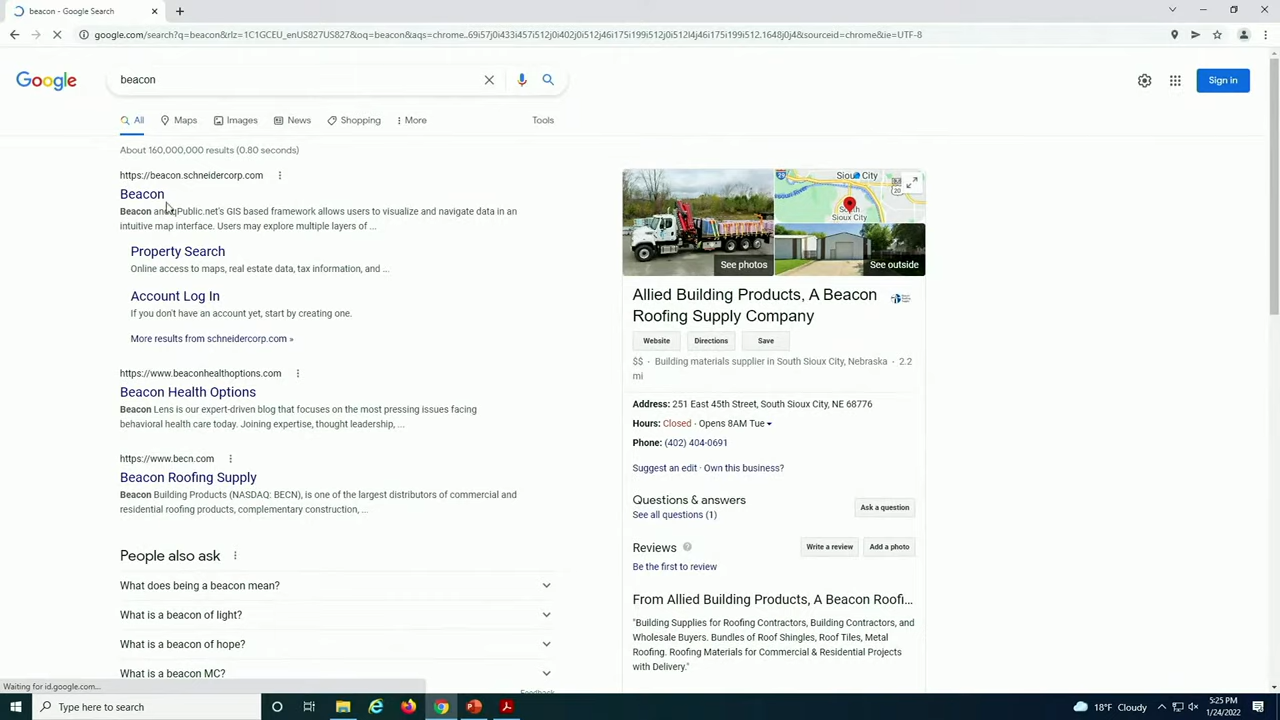 beacon - Google Search
google.com/search?q=beacon&rlz=1C1GCEU_enUS827US827&oq=beacon&aqs=chrome..69i57j0i433i457i512j0i402j0i512j46i175i199i512j0i512l4j46i175i199i512.1648j0j4&sourceid=chrome&ie=UTF-8
Google
beacon
Sign in
All
Maps
Images
News
Shopping
More
Tools
About 160,000,000 results (0.80 seconds)
https://beacon.schneidercorp.com
Beacon
Beacon and qPublic.net's GIS based framework allows users to visualize and navigate data in an
intuitive map interface. Users may explore multiple layers of ...
Property Search
Online access to maps, real estate data, tax information, and ...
Account Log In
If you don't have an account yet, start by creating one.
More results from schneidercorp.com »
https://www.beaconhealthoptions.com
Beacon Health Options
Beacon Lens is our expert-driven blog that focuses on the most pressing issues facing
behavioral health care today. Joining expertise, thought leadership, ...
https://www.becn.com
Beacon Roofing Supply
Beacon Building Products (NASDAQ: BECN), is one of the largest distributors of commercial and
residential roofing products, complementary construction, ...
People also ask
What does being a beacon mean?
What is a beacon of light?
What is a beacon of hope?
What is a beacon MC?
Feedback
See photos
Sioux City
South
Sioux City
29
20
See outside
Allied Building Products, A Beacon
Roofing Supply Company
Website
Directions
Save
$$ · Building materials supplier in South Sioux City, Nebraska · 2.2
mi
Address: 251 East 45th Street, South Sioux City, NE 68776
Hours: Closed · Opens 8AM Tue
Phone: (402) 404-0691
Suggest an edit · Own this business?
Questions & answers
See all questions (1)
Ask a question
Reviews
Write a review
Add a photo
Be the first to review
From Allied Building Products, A Beacon Roofi...
"Building Supplies for Roofing Contractors, Building Contractors, and
Wholesale Buyers. Bundles of Roof Shingles, Roof Tiles, Metal
Roofing. Roofing Materials for Commercial & Residential Projects
with Delivery."
Waiting for id.google.com...
Type here to search
18°F Cloudy
5:25 PM
1/24/2022